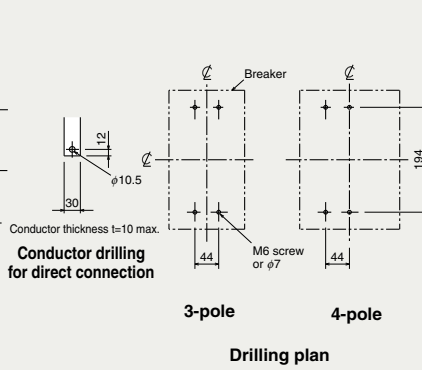 ℄
Breaker
℄
℄
12
194
φ10.5
30
Conductor thickness t=10 max.
Conductor drilling
for direct connection
44
M6 screw
or φ7
44
3-pole
4-pole
Drilling plan